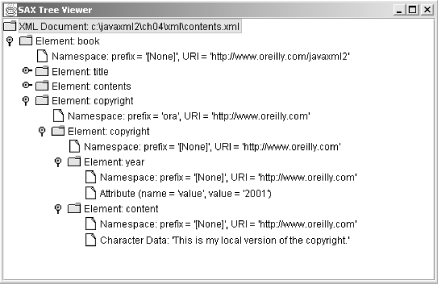 SAX Tree Viewer
XML Document: c:\javaxml2\ch04\xml\contents.xml
Element: book
Namespace: prefix = '[None]', URI = 'http://www.oreilly.com/javaxml2'
Element: title
Element: contents
Element: copyright
Namespace: prefix = 'ora', URI = 'http://www.oreilly.com'
Element: copyright
Namespace: prefix = '[None]', URI = 'http://www.oreilly.com'
Element: year
Namespace: prefix = '[None]', URI = 'http://www.oreilly.com'
Attribute (name = 'value', value = '2001')
Element: content
Namespace: prefix = '[None]', URI = 'http://www.oreilly.com'
Character Data: 'This is my local version of the copyright.'